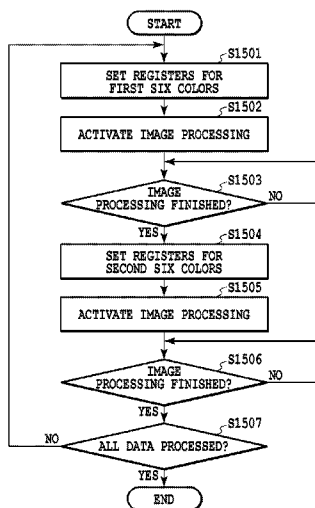 START
S1501
SET REGISTERS FOR
FIRST SIX COLORS
S1502
ACTIVATE IMAGE PROCESSING
S1503
IMAGE
PROCESSING FINISHED?
NO
YES
S1504
SET REGISTERS FOR
SECOND SIX COLORS
S1505
ACTIVATE IMAGE PROCESSING
S1506
IMAGE
PROCESSING FINISHED?
NO
YES
S1507
NO
ALL DATA PROCESSED?
YES
END